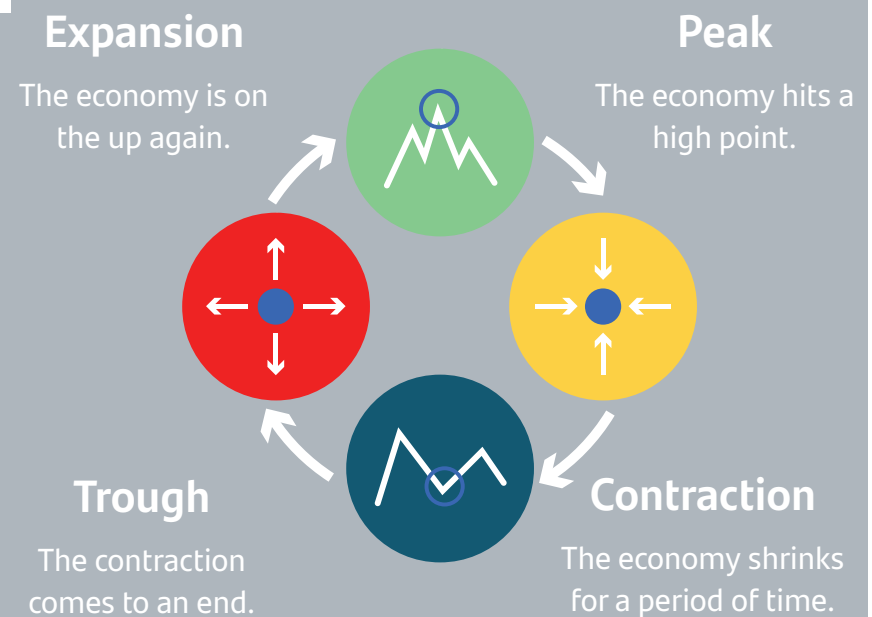 Expansion
The economy is on
the up again.
Peak
The economy hits a
high point.
Trough
The contraction
comes to an end.
Contraction
The economy shrinks
for a period of time.